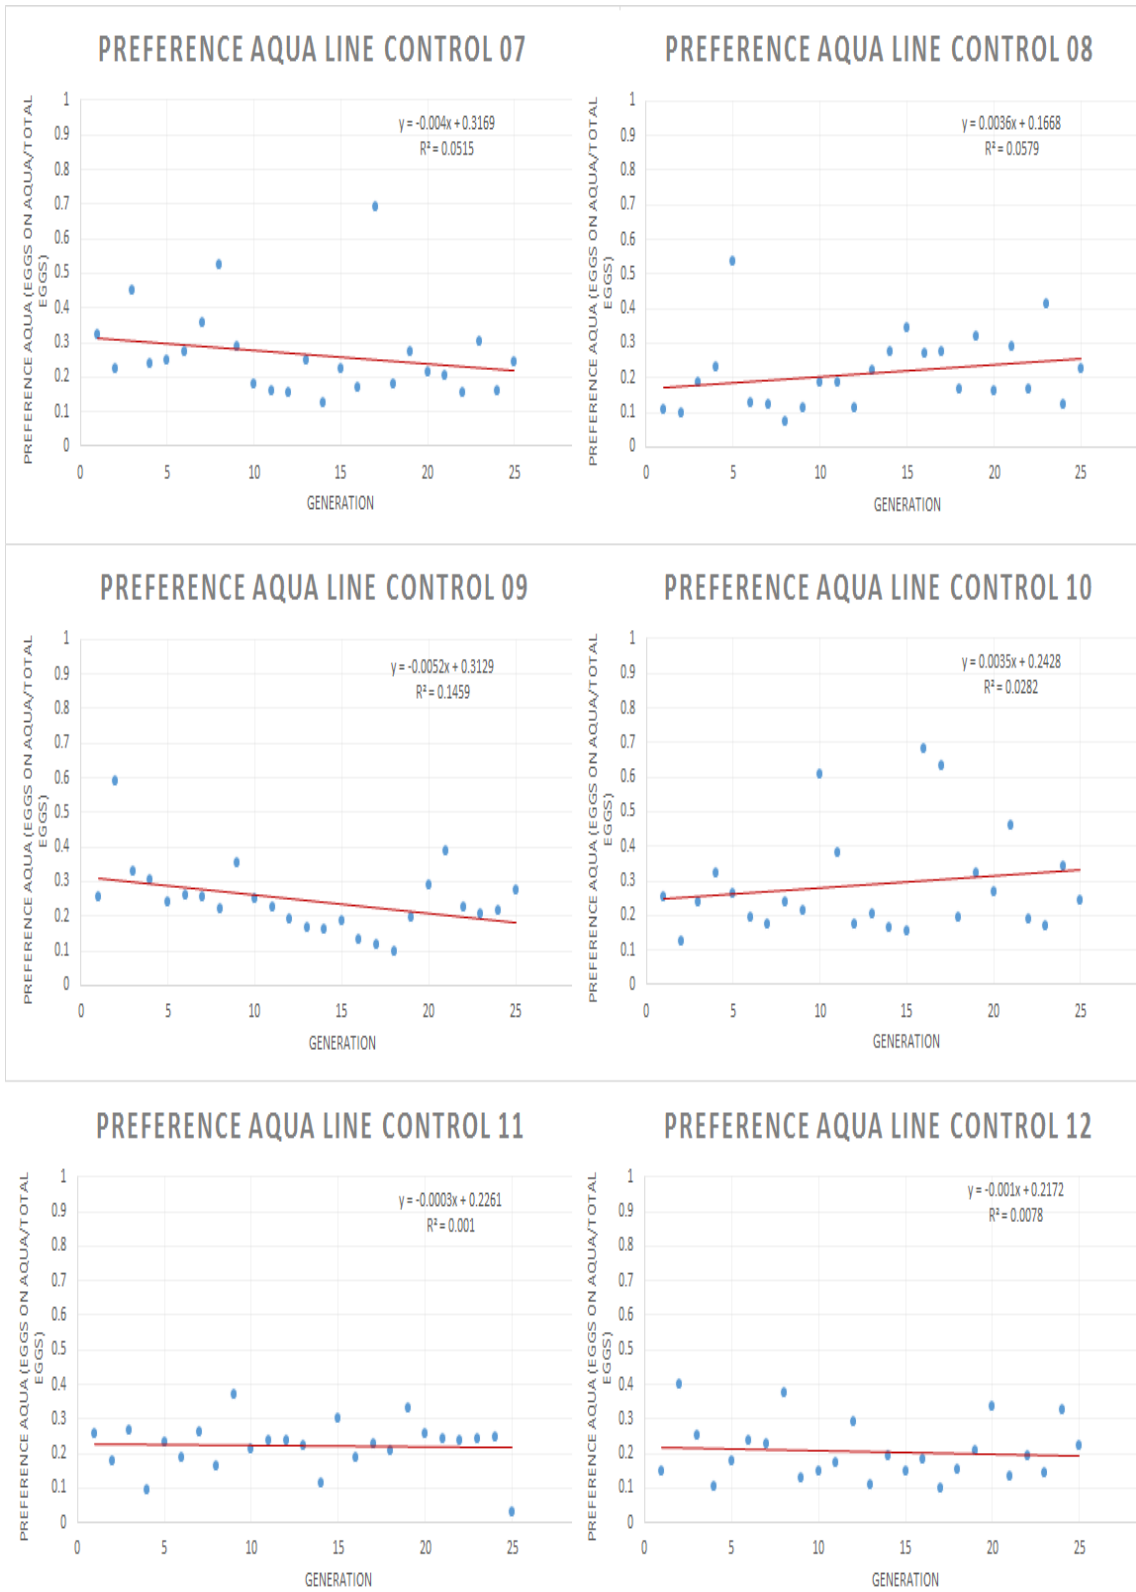 PREFERENCE AQUA LINE CONTROL 07
y = -0.004x + 0.3169
R² = 0.0515
PREFERENCE AQUA (EGGS ON AQUA/TOTAL
EGGS)
1
0.9
0.8
0.7
0.6
0.5
0.4
0.3
0.2
0.1
0
0 5 10 15 20 25
GENERATION
PREFERENCE AQUA LINE CONTROL 08
y = 0.0036x + 0.1668
R² = 0.0579
PREFERENCE AQUA (EGGS ON AQUA/TOTAL
EGGS)
1
0.9
0.8
0.7
0.6
0.5
0.4
0.3
0.2
0.1
0
0 5 10 15 20 25
GENERATION
PREFERENCE AQUA LINE CONTROL 09
y = -0.0052x + 0.3129
R² = 0.1459
PREFERENCE AQUA (EGGS ON AQUA/TOTAL
EGGS)
1
0.9
0.8
0.7
0.6
0.5
0.4
0.3
0.2
0.1
0
0 5 10 15 20 25
GENERATION
PREFERENCE AQUA LINE CONTROL 10
y = 0.0035x + 0.2428
R² = 0.0282
PREFERENCE AQUA (EGGS ON AQUA/TOTAL
EGGS)
1
0.9
0.8
0.7
0.6
0.5
0.4
0.3
0.2
0.1
0
0 5 10 15 20 25
GENERATION
PREFERENCE AQUA LINE CONTROL 11
y = -0.0003x + 0.2261
R² = 0.001
PREFERENCE AQUA (EGGS ON AQUA/TOTAL
EGGS)
1
0.9
0.8
0.7
0.6
0.5
0.4
0.3
0.2
0.1
0
0 5 10 15 20 25
GENERATION
PREFERENCE AQUA LINE CONTROL 12
y = -0.001x + 0.2172
R² = 0.0078
PREFERENCE AQUA (EGGS ON AQUA/TOTAL
EGGS)
1
0.9
0.8
0.7
0.6
0.5
0.4
0.3
0.2
0.1
0
0 5 10 15 20 25
GENERATION